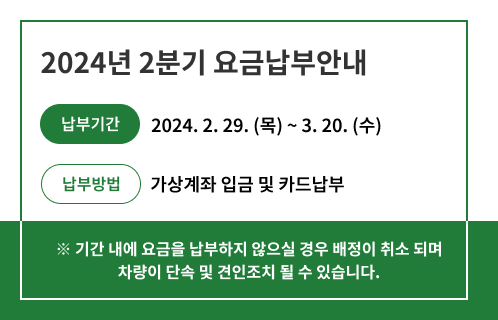 2024년 2분기 요금납부안내
납부기간 2024. 2. 29. (목) ~ 3. 20. (수)
납부방법 가상계좌 입금 및 카드납부
※ 기간 내에 요금을 납부하지 않으실 경우 배정이 취소 되며
차량이 단속 및 견인조치 될 수 있습니다.